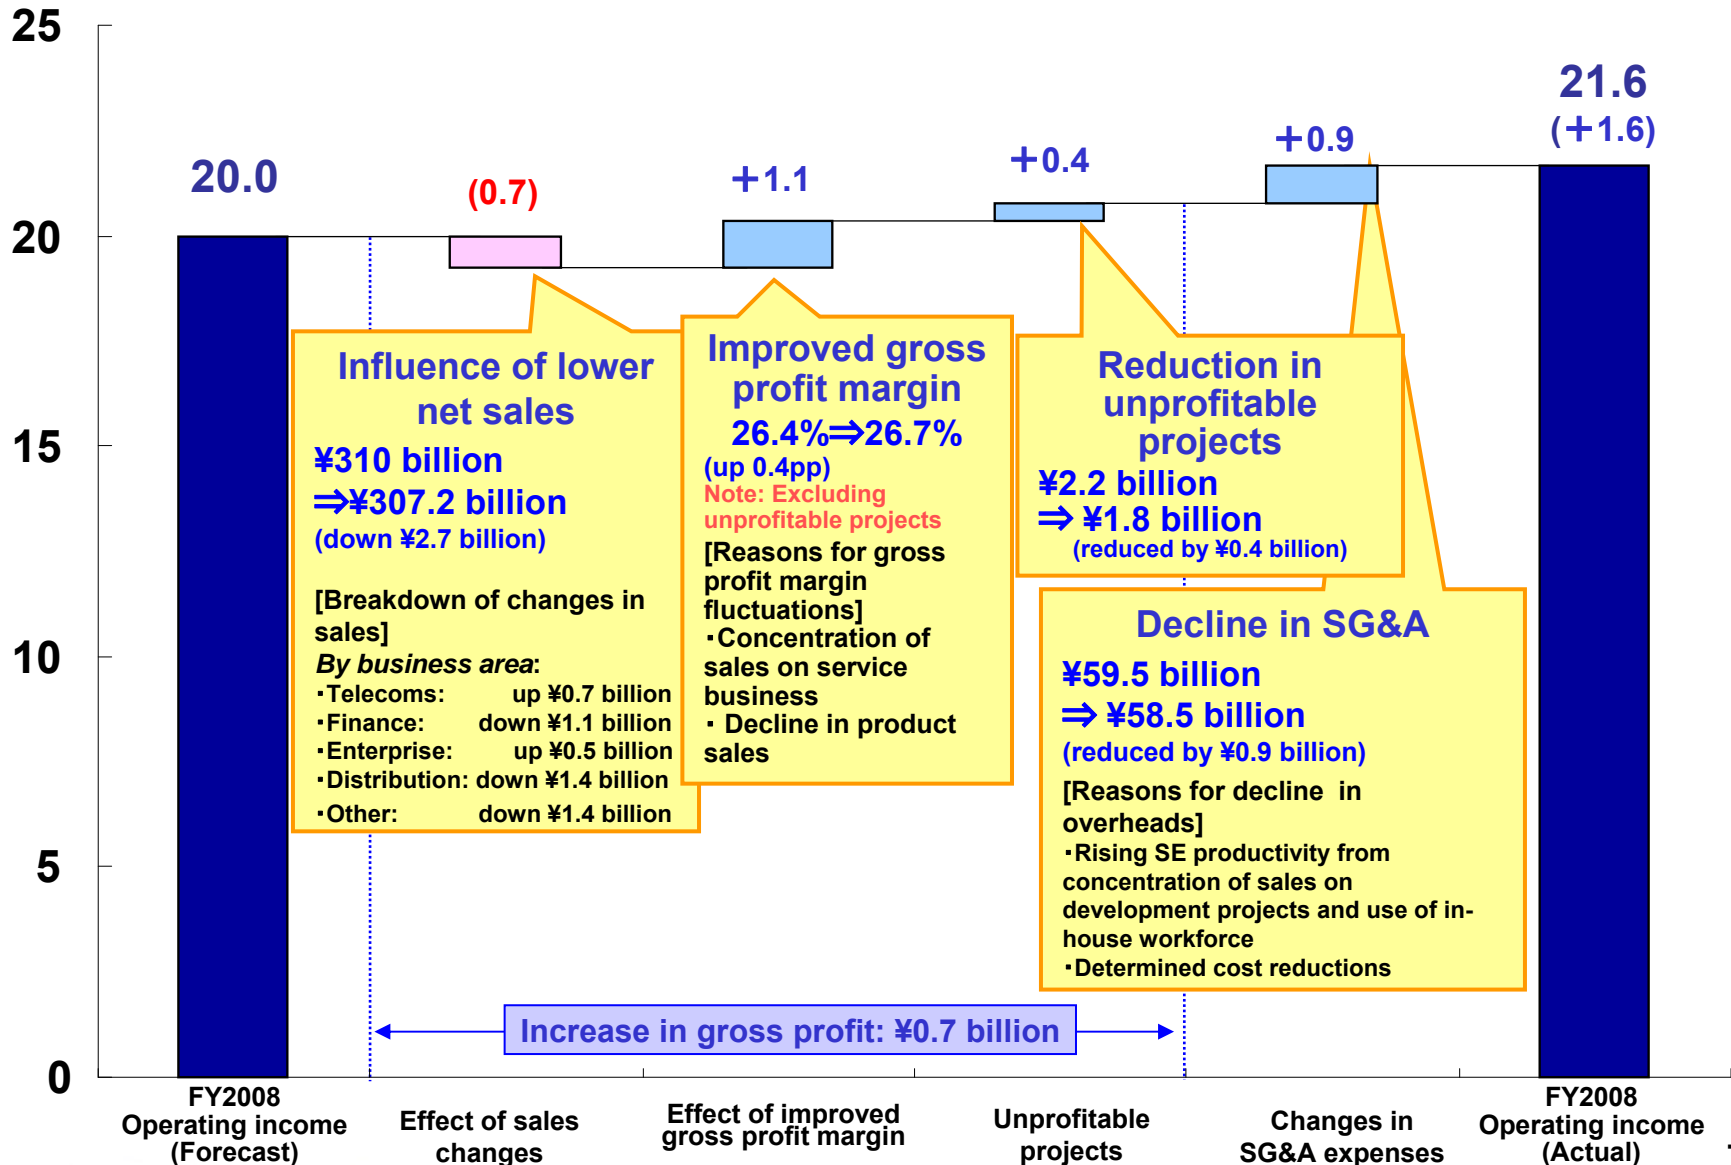 25
20
15
10
5
0
20.0
(0.7)
+1.1
+0.4
+0.9
21.6
(+1.6)
Influence of lower
net sales
¥310 billion
⇒¥307.2 billion
(down ¥2.7 billion)
[Breakdown of changes in
sales]
By business area:
・Telecoms: up ¥0.7 billion
・Finance: down ¥1.1 billion
・Enterprise: up ¥0.5 billion
・Distribution: down ¥1.4 billion
・Other: down ¥1.4 billion
Improved gross
profit margin
26.4%⇒26.7%
(up 0.4pp)
Note: Excluding
unprofitable projects
[Reasons for gross
profit margin
fluctuations]
・Concentration of
sales on service
business
・ Decline in product
sales
Reduction in
unprofitable
projects
¥2.2 billion
⇒ ¥1.8 billion
(reduced by ¥0.4 billion)
Decline in SG&A
¥59.5 billion
⇒ ¥58.5 billion
(reduced by ¥0.9 billion)
[Reasons for decline in
overheads]
・Rising SE productivity from
concentration of sales on
development projects and use of in-
house workforce
・Determined cost reductions
Increase in gross profit: ¥0.7 billion
FY2008
Operating income
(Forecast)
Effect of sales
changes
Effect of improved
gross profit margin
Unprofitable
projects
Changes in
SG&A expenses
FY2008
Operating income
(Actual)